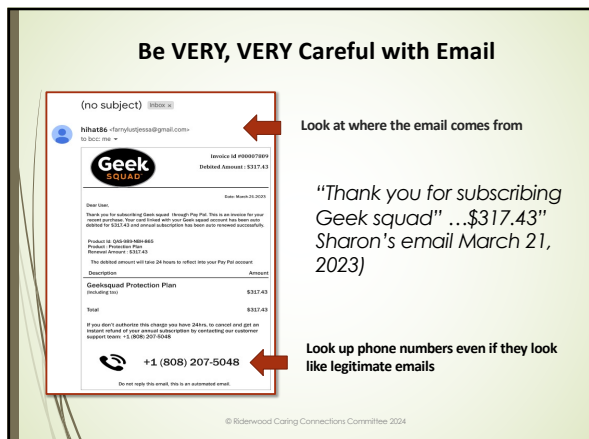 Be VERY, VERY Careful with Email
(no subject) Inbox x
hihat86 <farnylustjessa@gmail.com>
to bcc: me
Look at where the email comes from
Geek
SQUAD
Invoice Id #00007809
Debited Amount : $317.43
Date: March 21 2023
Dear User,
Thank you for subscribing Geek squad through Pay Pal. This is an invoice for your
recent purchase. Your card linked with your Geek squad account has been auto
debited for $317.43 and annual subscription has been auto renewed successfully.
Product Id: QAS-989-NBH-865
Product : Protection Plan
Renewal Amount : $317.43
The debited amount will take 24 hours to reflect into your Pay Pal account
Description Amount
Geeksquad Protection Plan
(Including tax) $317.43
Total $317.43
If you don't authorize this charge you have 24hrs, to cancel and get an
instant refund of your annual subscription by contacting our customer
support team: +1 (808) 207-5048
+1 (808) 207-5048
Do not reply this email, this is an automated email.
“Thank you for subscribing
Geek squad” …$317.43”
Sharon’s email March 21,
2023)
Look up phone numbers even if they look
like legitimate emails
© Riderwood Caring Connections Committee 2024